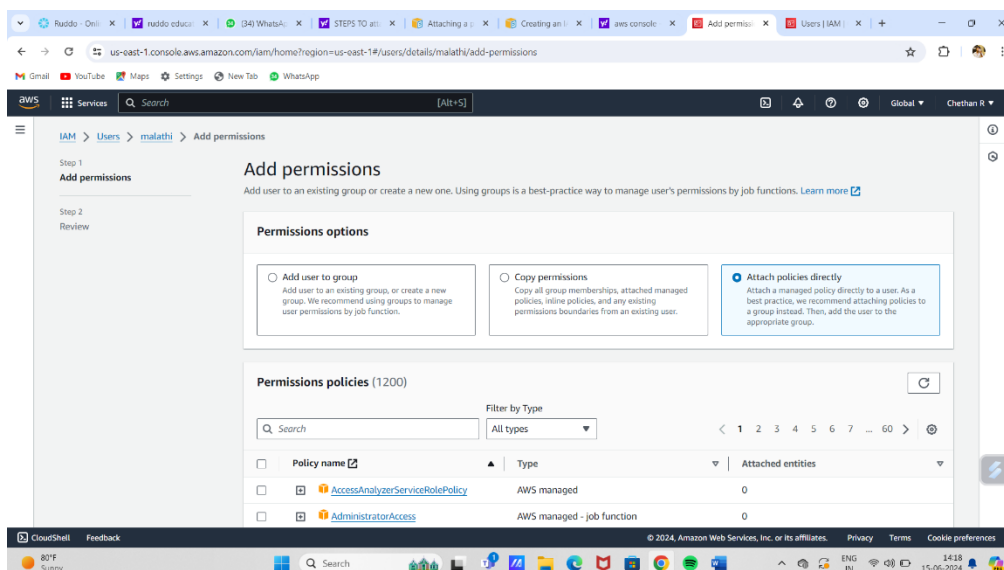 Ruddo - Onli
ruddo educat
(34) WhatsA
STEPS TO att
Attaching a p
Creating an I
aws console
Add permissi
Users | IAM |
us-east-1.console.aws.amazon.com/iam/home?region=us-east-1#/users/details/malathi/add-permissions
Gmail YouTube Maps Settings New Tab WhatsApp
aws Services Search [Alt+S] Global Chethan R
IAM > Users > malathi > Add permissions
Step 1
Add permissions
Step 2
Review
Add permissions
Add user to an existing group or create a new one. Using groups is a best-practice way to manage user's permissions by job functions. Learn more
Permissions options
Add user to group
Add user to an existing group, or create a new
group. We recommend using groups to manage
user permissions by job function.
Copy permissions
Copy all group memberships, attached managed
policies, inline policies, and any existing
permissions boundaries from an existing user.
Attach policies directly
Attach a managed policy directly to a user. As a
best practice, we recommend attaching policies to
a group instead. Then, add the user to the
appropriate group.
Permissions policies (1200)
Filter by Type
Search All types < 1 2 3 4 5 6 7 ... 60 >
Policy name Type Attached entities
AccessAnalyzerServiceRolePolicy AWS managed 0
AdministratorAccess AWS managed - job function 0
CloudShell Feedback © 2024, Amazon Web Services, Inc. or its affiliates. Privacy Terms Cookie preferences
80°F
Sunny
Search
ENG
IN
14:18
15-06-2024